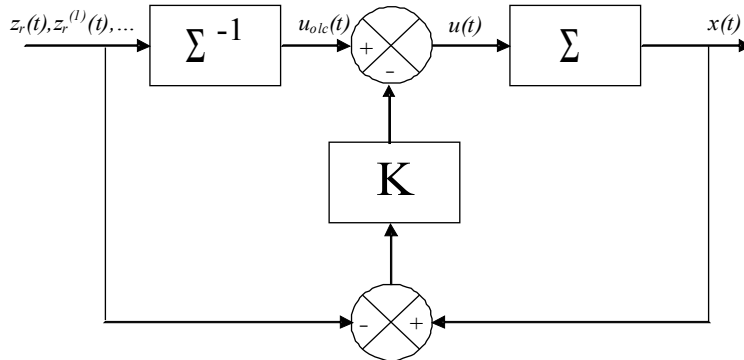 z_r(t),z_r^(1)(t),... u_olc(t) u(t) x(t)
Σ^-1 + - Σ
K
- +